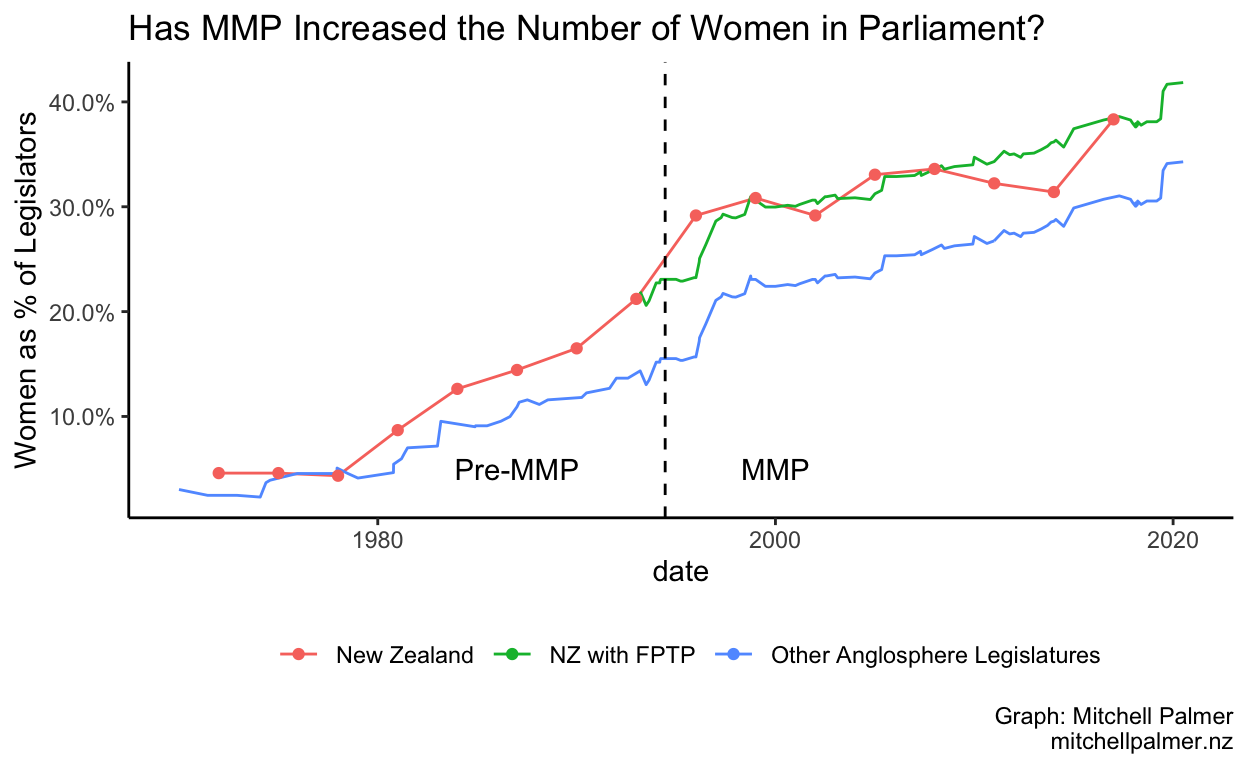 Has MMP Increased the Number of Women in Parliament?
Women as % of Legislators
40.0%
30.0%
20.0%
10.0%
Pre-MMP
MMP
1980
2000
2020
date
New Zealand
NZ with FPTP
Other Anglosphere Legislatures
Graph: Mitchell Palmer
mitchellpalmer.nz